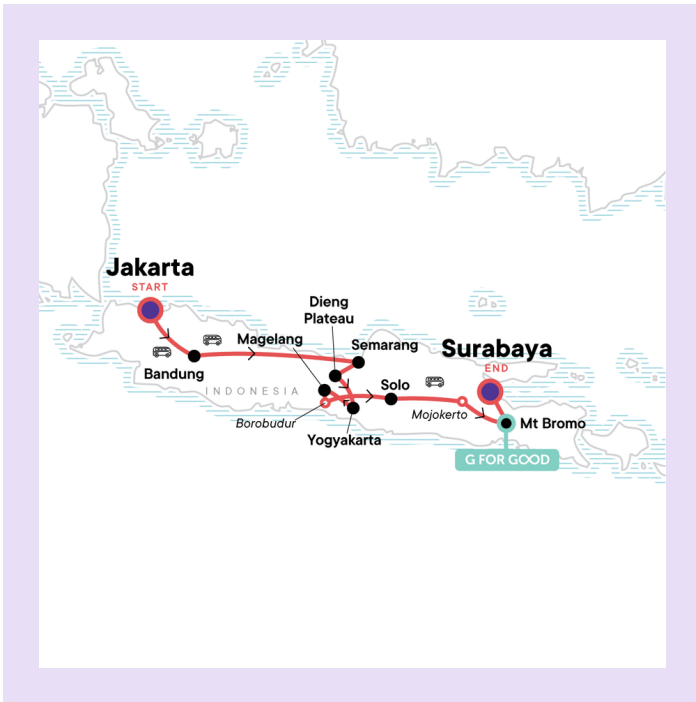 Jakarta
START
Dieng
Plateau
Magelang
Semarang
Surabaya
END
Bandung
INDONESIA
Solo
Borobudur
Mojokerto
Mt Bromo
Yogyakarta
G FOR GOOD